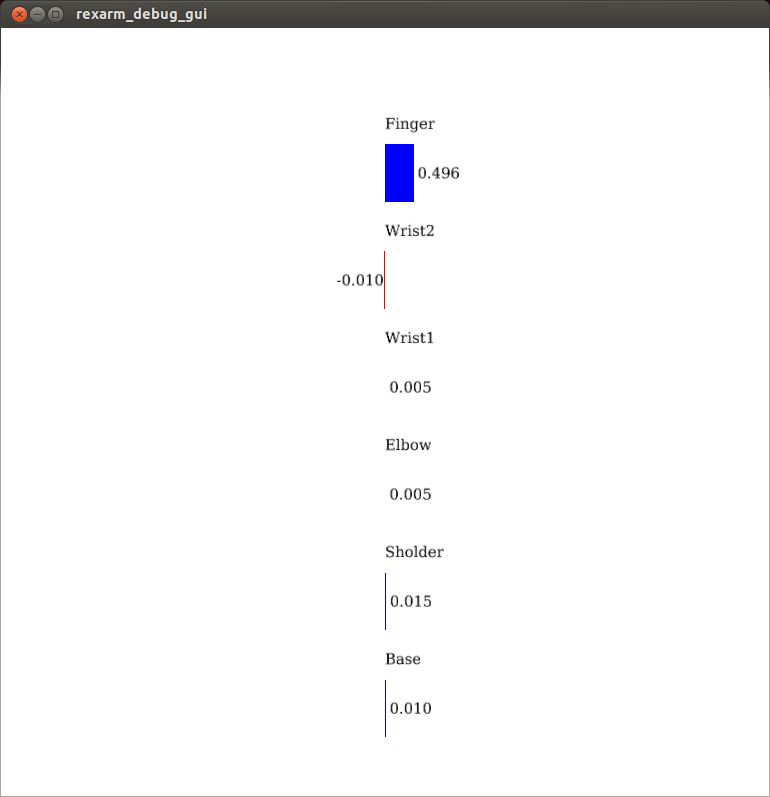 rexarm_debug_gui
Finger
0.496
Wrist2
-0.010
Wrist1
0.005
Elbow
0.005
Sholder
0.015
Base
0.010